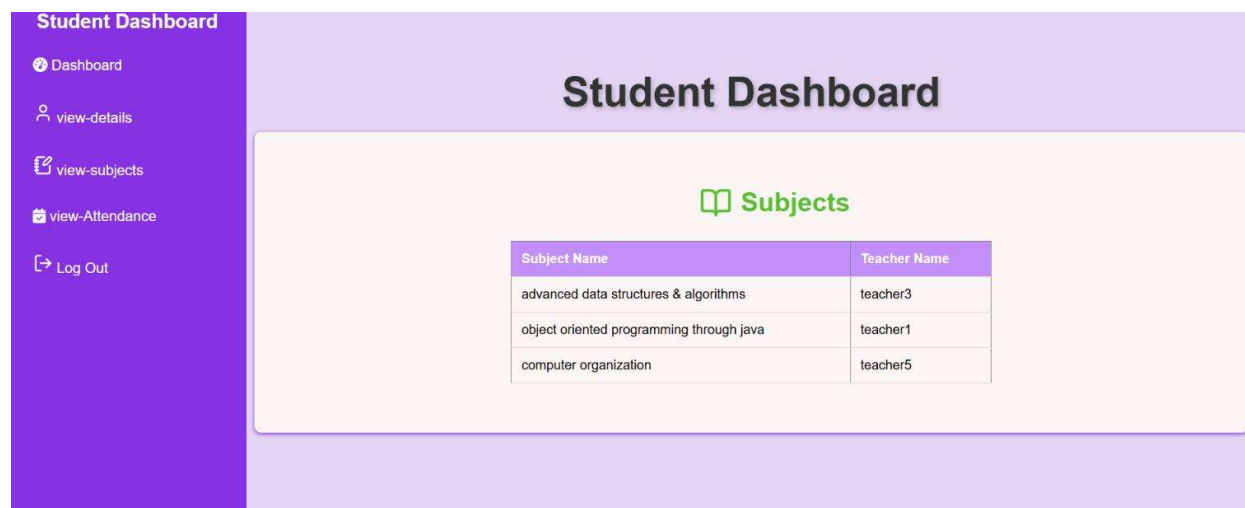 Student Dashboard
Dashboard
view-details
view-subjects
view-Attendance
Log Out
Student Dashboard
Subjects
Subject Name Teacher Name
advanced data structures & algorithms teacher3
object oriented programming through java teacher1
computer organization teacher5